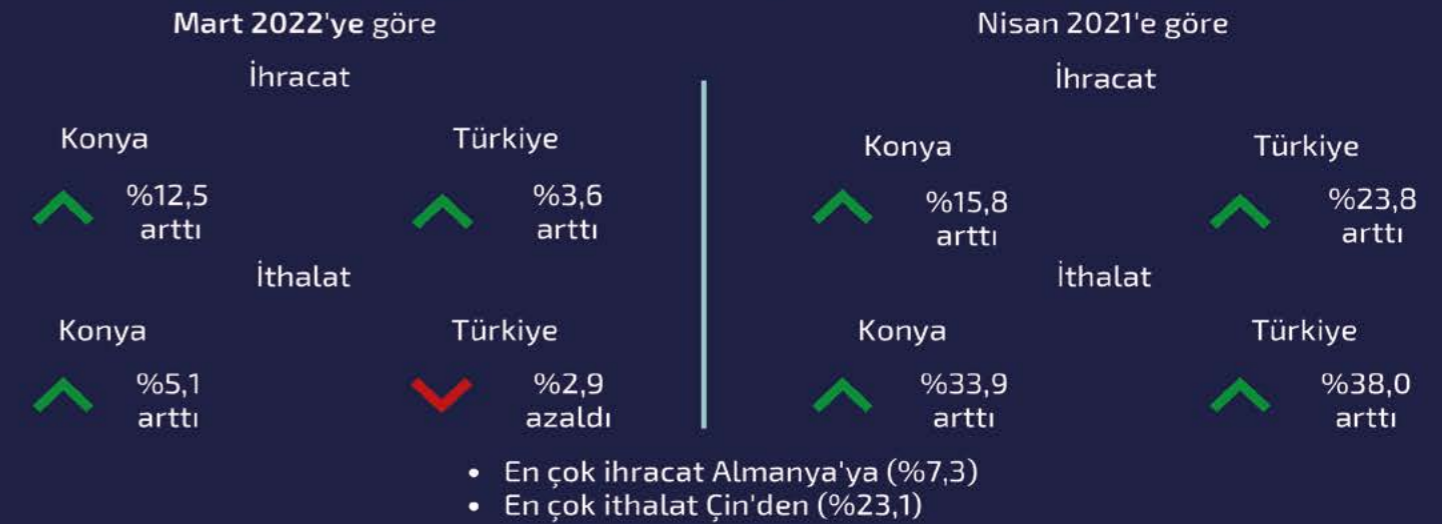 Mart 2022'ye göre
İhracat
Konya
Türkiye
%12,5
arttı
%3,6
arttı
İthalat
Konya
Türkiye
%5,1
arttı
%2,9
azaldı
Nisan 2021'e göre
İhracat
Konya
Türkiye
%15,8
arttı
%23,8
arttı
İthalat
Konya
Türkiye
%33,9
arttı
%38,0
arttı
• En çok ihracat Almanya'ya (%7,3)
• En çok ithalat Çin'den (%23,1)